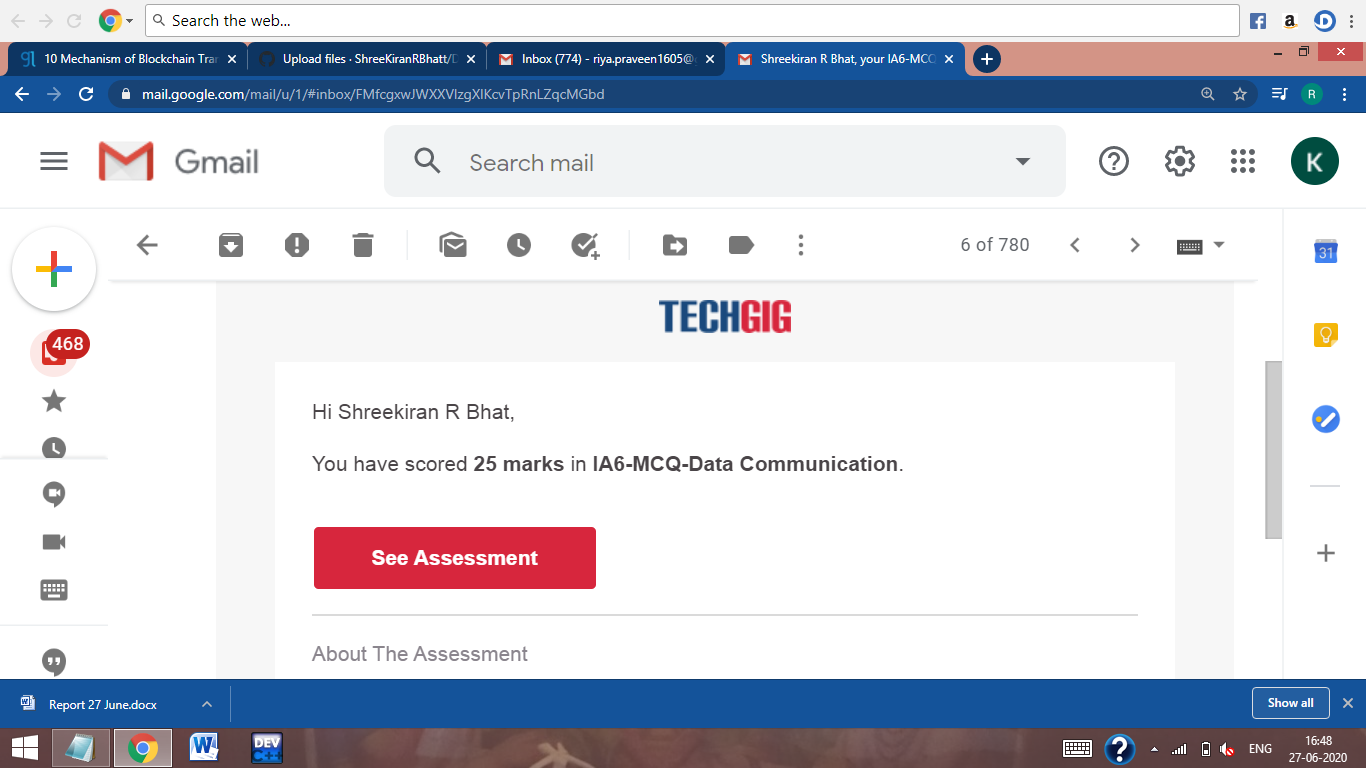 Search the web...
10 Mechanism of Blockchain Tra
Upload files · ShreeKiranRBhatt/D
Inbox (774) - riya.praveen1605@
Shreekiran R Bhat, your IA6-MCQ
mail.google.com/mail/u/1/#inbox/FMfcgxwJWXXVlzgXlKcvTpRnLZqcMGbd
R
Gmail
Search mail
K
6 of 780
31
468
TECHGIG
Hi Shreekiran R Bhat,
You have scored 25 marks in IA6-MCQ-Data Communication.
See Assessment
About The Assessment
Report 27 June.docx
Show all
DEV
C++
ENG
16:48
27-06-2020